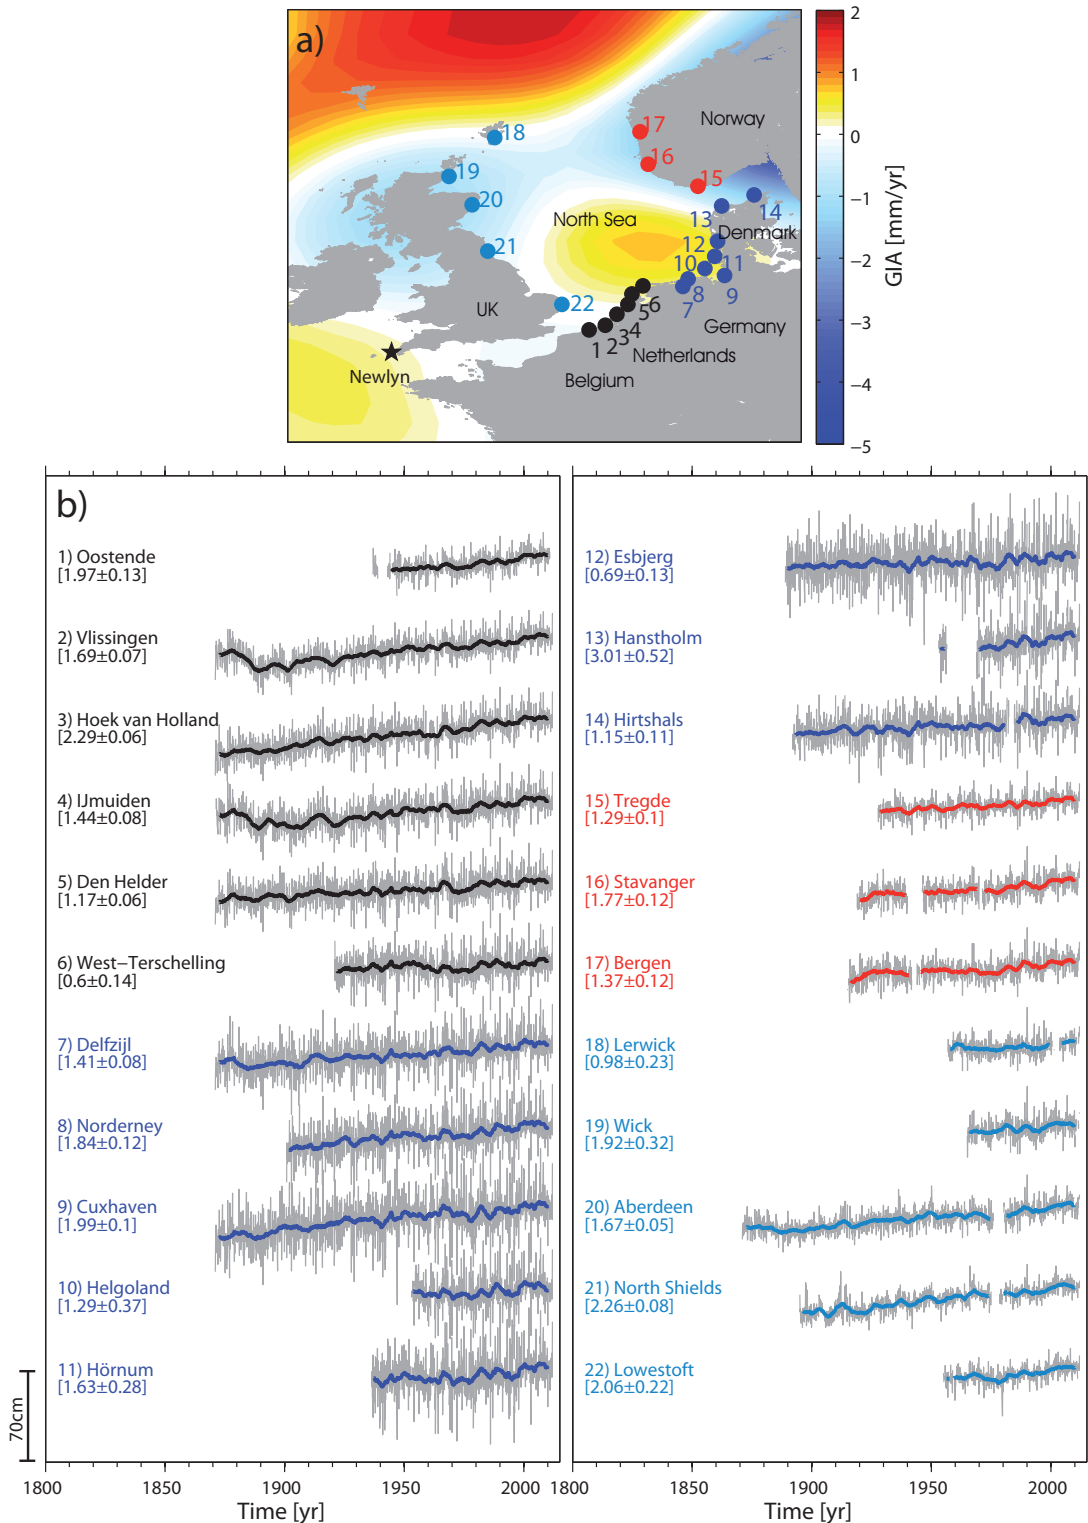 a)
18
19
20
21
22
17
16
15
14
13
12
11
10
9
8
7
6
5
4
3
2
1
Norway
North Sea
Denmark
UK
Germany
Netherlands
Belgium
Newlyn
2
1
0
−1
−2
−3
−4
−5
GIA [mm/yr]
b)
1) Oostende
[1.97±0.13]
2) Vlissingen
[1.69±0.07]
3) Hoek van Holland
[2.29±0.06]
4) IJmuiden
[1.44±0.08]
5) Den Helder
[1.17±0.06]
6) West−Terschelling
[0.6±0.14]
7) Delfzijl
[1.41±0.08]
8) Norderney
[1.84±0.12]
9) Cuxhaven
[1.99±0.1]
10) Helgoland
[1.29±0.37]
11) Hörnum
[1.63±0.28]
70cm
1800
1900
1950
2000
Time [yr]
12) Esbjerg
[0.69±0.13]
13) Hanstholm
[3.01±0.52]
14) Hirtshals
[1.15±0.11]
15) Tregde
[1.29±0.1]
16) Stavanger
[1.77±0.12]
17) Bergen
[1.37±0.12]
18) Lerwick
[0.98±0.23]
19) Wick
[1.92±0.32]
20) Aberdeen
[1.67±0.05]
21) North Shields
[2.26±0.08]
22) Lowestoft
[2.06±0.22]
1800
1900
1950
2000
Time [yr]